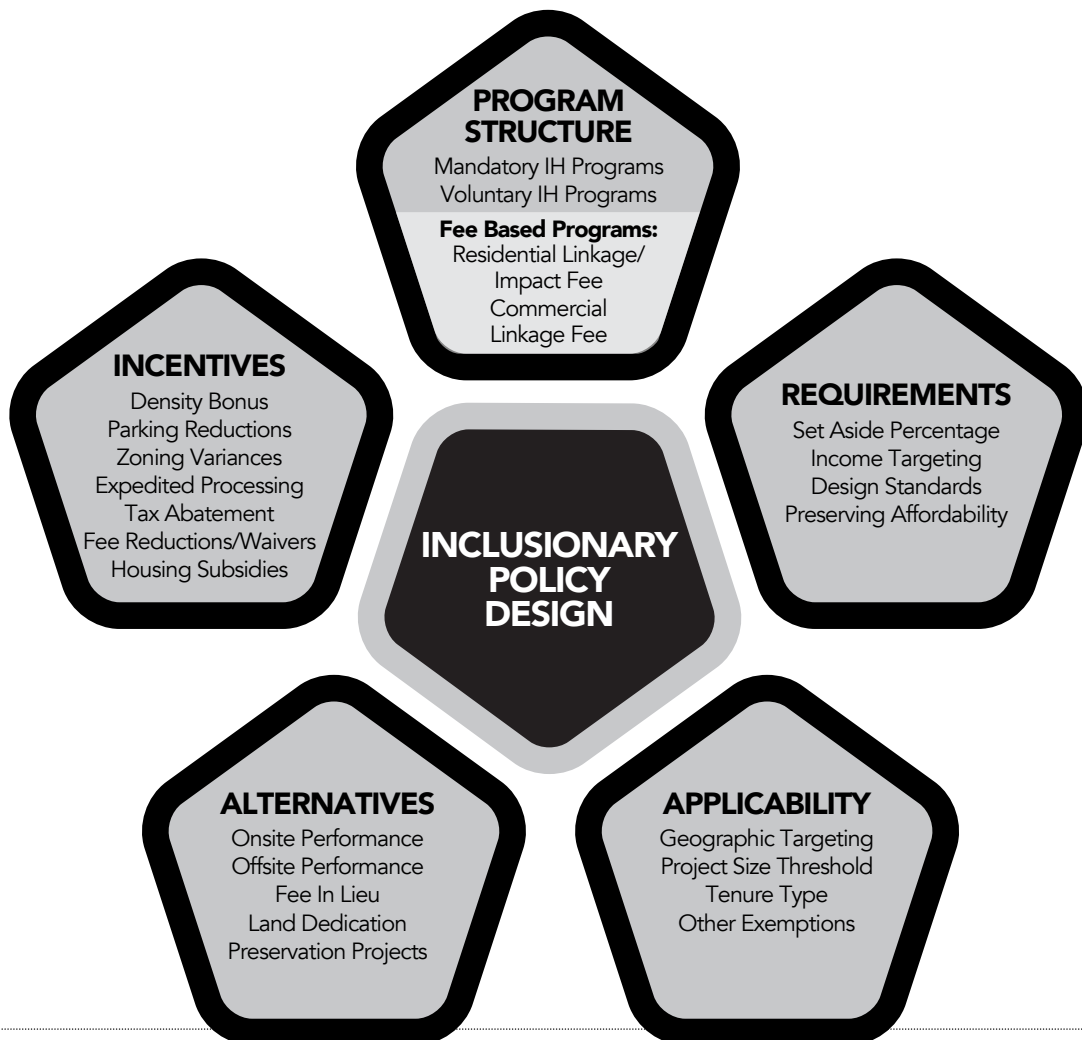 PROGRAM
STRUCTURE
Mandatory IH Programs
Voluntary IH Programs
Fee Based Programs:
Residential Linkage/
Impact Fee
Commercial
Linkage Fee
INCENTIVES
Density Bonus
Parking Reductions
Zoning Variances
Expedited Processing
Tax Abatement
Fee Reductions/Waivers
Housing Subsidies
REQUIREMENTS
Set Aside Percentage
Income Targeting
Design Standards
Preserving Affordability
INCLUSIONARY
POLICY
DESIGN
ALTERNATIVES
Onsite Performance
Offsite Performance
Fee In Lieu
Land Dedication
Preservation Projects
APPLICABILITY
Geographic Targeting
Project Size Threshold
Tenure Type
Other Exemptions